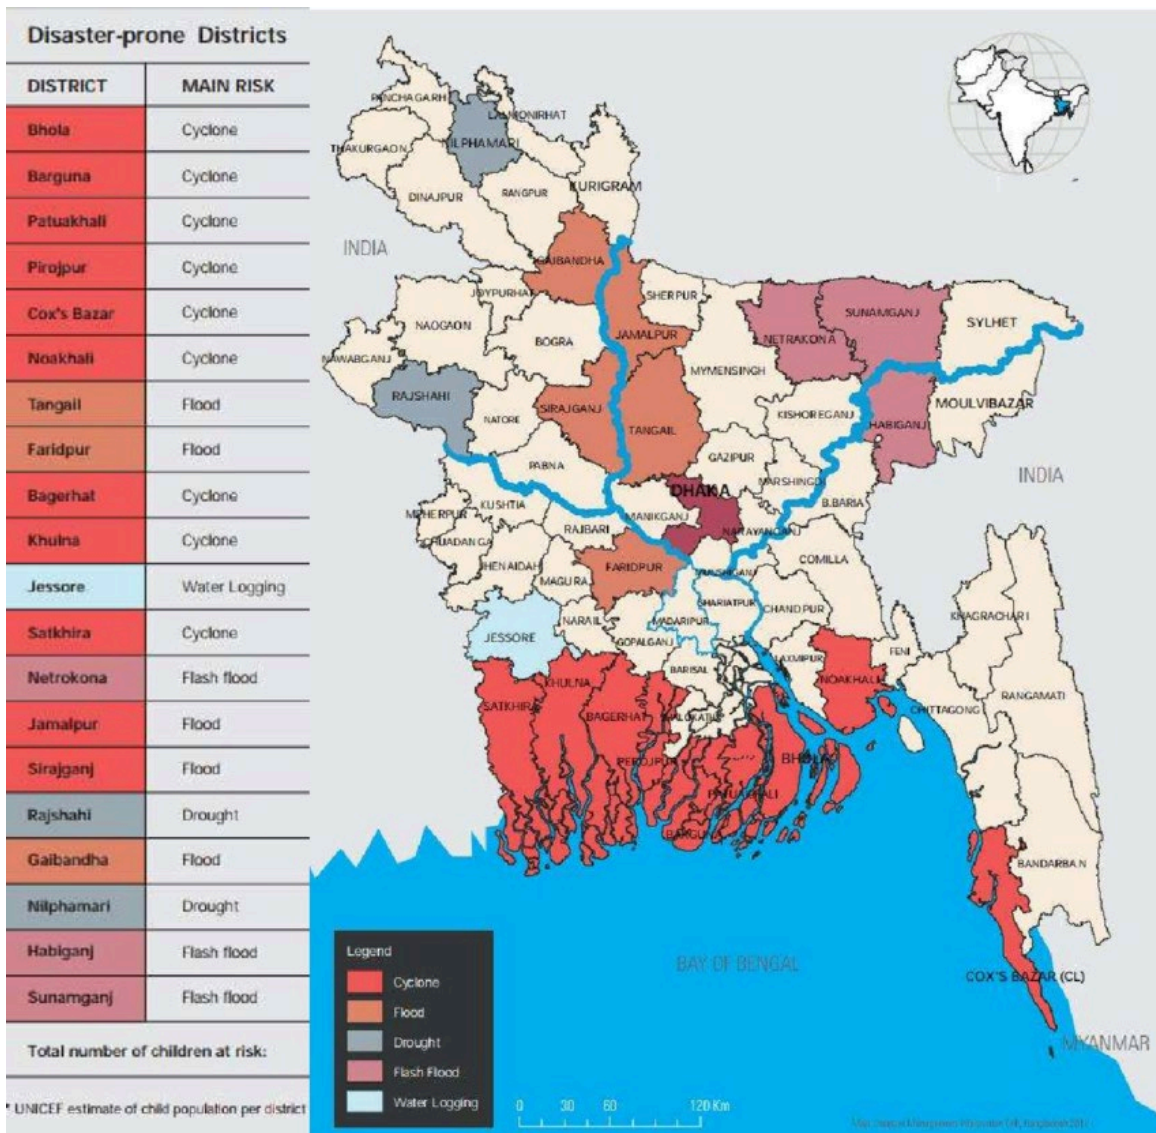 Disaster-prone Districts
DISTRICT MAIN RISK
Bhola Cyclone
Barguna Cyclone
Patuakhali Cyclone
Pirojpur Cyclone
Cox's Bazar Cyclone
Noakhali Cyclone
Tangail Flood
Faridpur Flood
Bagerhat Cyclone
Khulna Cyclone
Jessore Water Logging
Satkhira Cyclone
Netrokona Flash flood
Jamalpur Flood
Sirajganj Flood
Rajshahi Drought
Gaibandha Flood
Nilphamari Drought
Habiganj Flash flood
Sunamganj Flash flood
Total number of children at risk:
* UNICEF estimate of child population per district
PANCHAGARH
LALMONIRHAT
NILPHAMARI
THAKURGAON
DINAJPUR
RANGPUR
KURIGRAM
INDIA
GAIBANDHA
JOYPURHAT
SHERPUR
NAOGAON
BOGRA
JAMALPUR
NETRAKONA
SUNAMGANJ
SYLHET
NAWABGANJ
MYMENSINGH
RAJSHAHI
NATORE
SIRAJGANJ
TANGAIL
KISHOREGANJ
HABIGANJ
MOULVIBAZAR
PABNA
GAZIPUR
INDIA
DHAKA
B.BARIA
KUSHTIA
MANIKGANJ
RAJBARI
NARAYANGANJ
CHUADANGA
JHENAIDAH
MAGURA
FARIDPUR
COMILLA
SHARIATPUR
CHANDPUR
MADARIPUR
NARAIL
GOPALGANJ
JESSORE
BARISAL
LAXMIPUR
FENI
KHAGRACHARI
RANGAMATI
KHULNA
SATKHIRA
BAGERHAT
NOAKHALI
CHITTAGONG
BHOLA
BANDARBAN
COX'S BAZAR (CL)
BAY OF BENGAL
MYANMAR
Legend
Cyclone
Flood
Drought
Flash Flood
Water Logging
0 30 60 120 Km